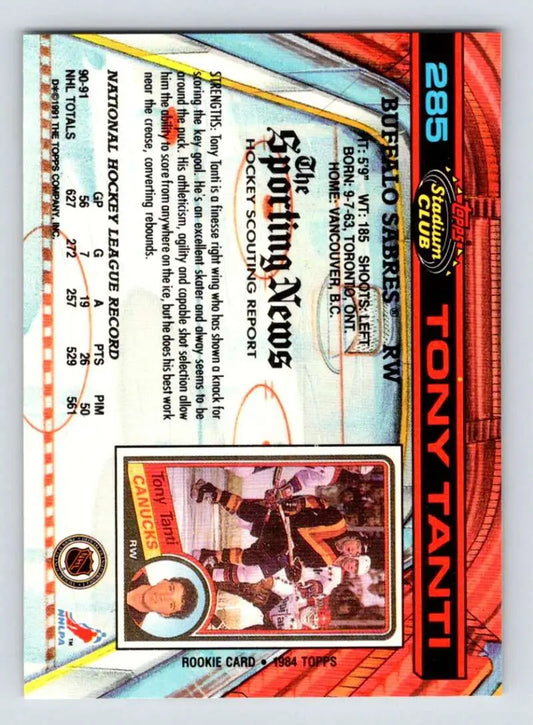 285
Topps
Stadium
CLUB
TONY TANTI
BUFFALO SABRES® RW
HT: 5'9" WT: 185 SHOOTS: LEFT
BORN: 9-7-63, TORONTO, ONT.
HOME: VANCOUVER, B.C.
The
Sporting News
HOCKEY SCOUTING REPORT
STRENGTHS: Tony Tanti is a finesse right wing who has shown a knack for
scoring the key goal. He's an excellent skater and alway seems to be
around the puck. His athleticism, agility and capable shot selection allow
him the ability to score from anywhere on the ice, but he does his best work
near the crease, converting rebounds.
NATIONAL HOCKEY LEAGUE RECORD
GP G A PTS PIM
90-91 56 7 19 26 50
NHL TOTALS 627 272 257 529 561
D*©1991 THE TOPPS COMPANY, INC.
Tony Tanti
CANUCKS
RW
ROOKIE CARD • 1984 TOPPS
NHL
NHLPA
TM